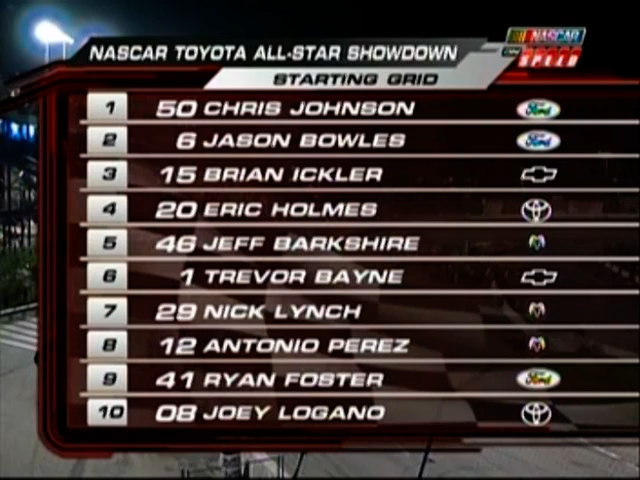 NASCAR TOYOTA ALL-STAR SHOWDOWN
NASCAR
SPEED
STARTING GRID
1 50 CHRIS JOHNSON Ford
2 6 JASON BOWLES Ford
3 15 BRIAN ICKLER
4 20 ERIC HOLMES
5 46 JEFF BARKSHIRE
6 1 TREVOR BAYNE
7 29 NICK LYNCH
8 12 ANTONIO PEREZ
9 41 RYAN FOSTER Ford
10 08 JOEY LOGANO